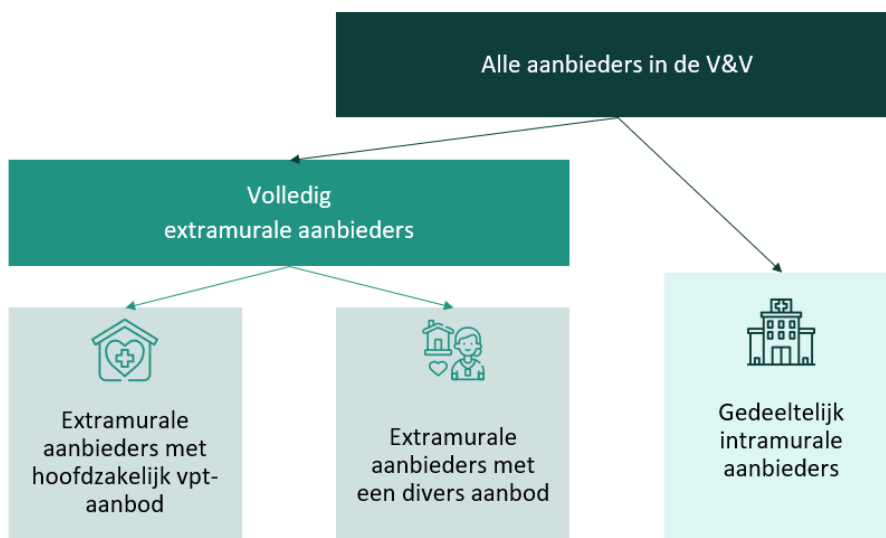 Alle aanbieders in de V&V
Volledig
extramurale aanbieders
Extramurale
aanbieders met
hoofdzakelijk vpt-
aanbod
Extramurale
aanbieders met
een divers aanbod
Gedeeltelijk
intramurale
aanbieders